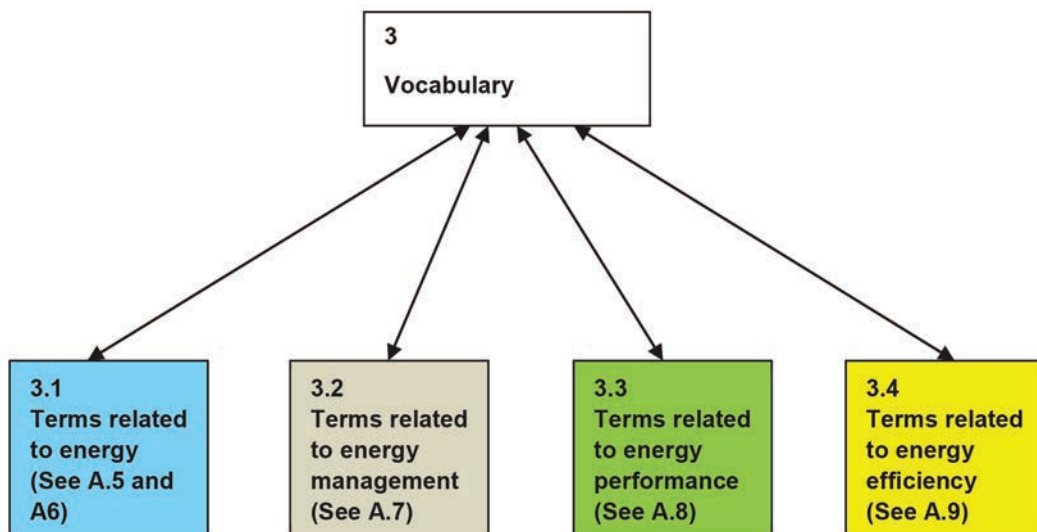 3
Vocabulary
3.1
Terms related
to energy
(See A.5 and
A6)
3.2
Terms related
to energy
management
(See A.7)
3.3
Terms related
to energy
performance
(See A.8)
3.4
Terms related
to energy
efficiency
(See A.9)